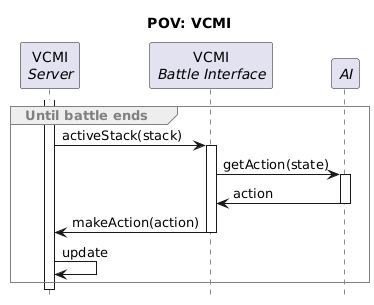 POV: VCMI
VCMI
Server
VCMI
Battle Interface
AI
Until battle ends
activeStack(stack)
getAction(state)
action
makeAction(action)
update